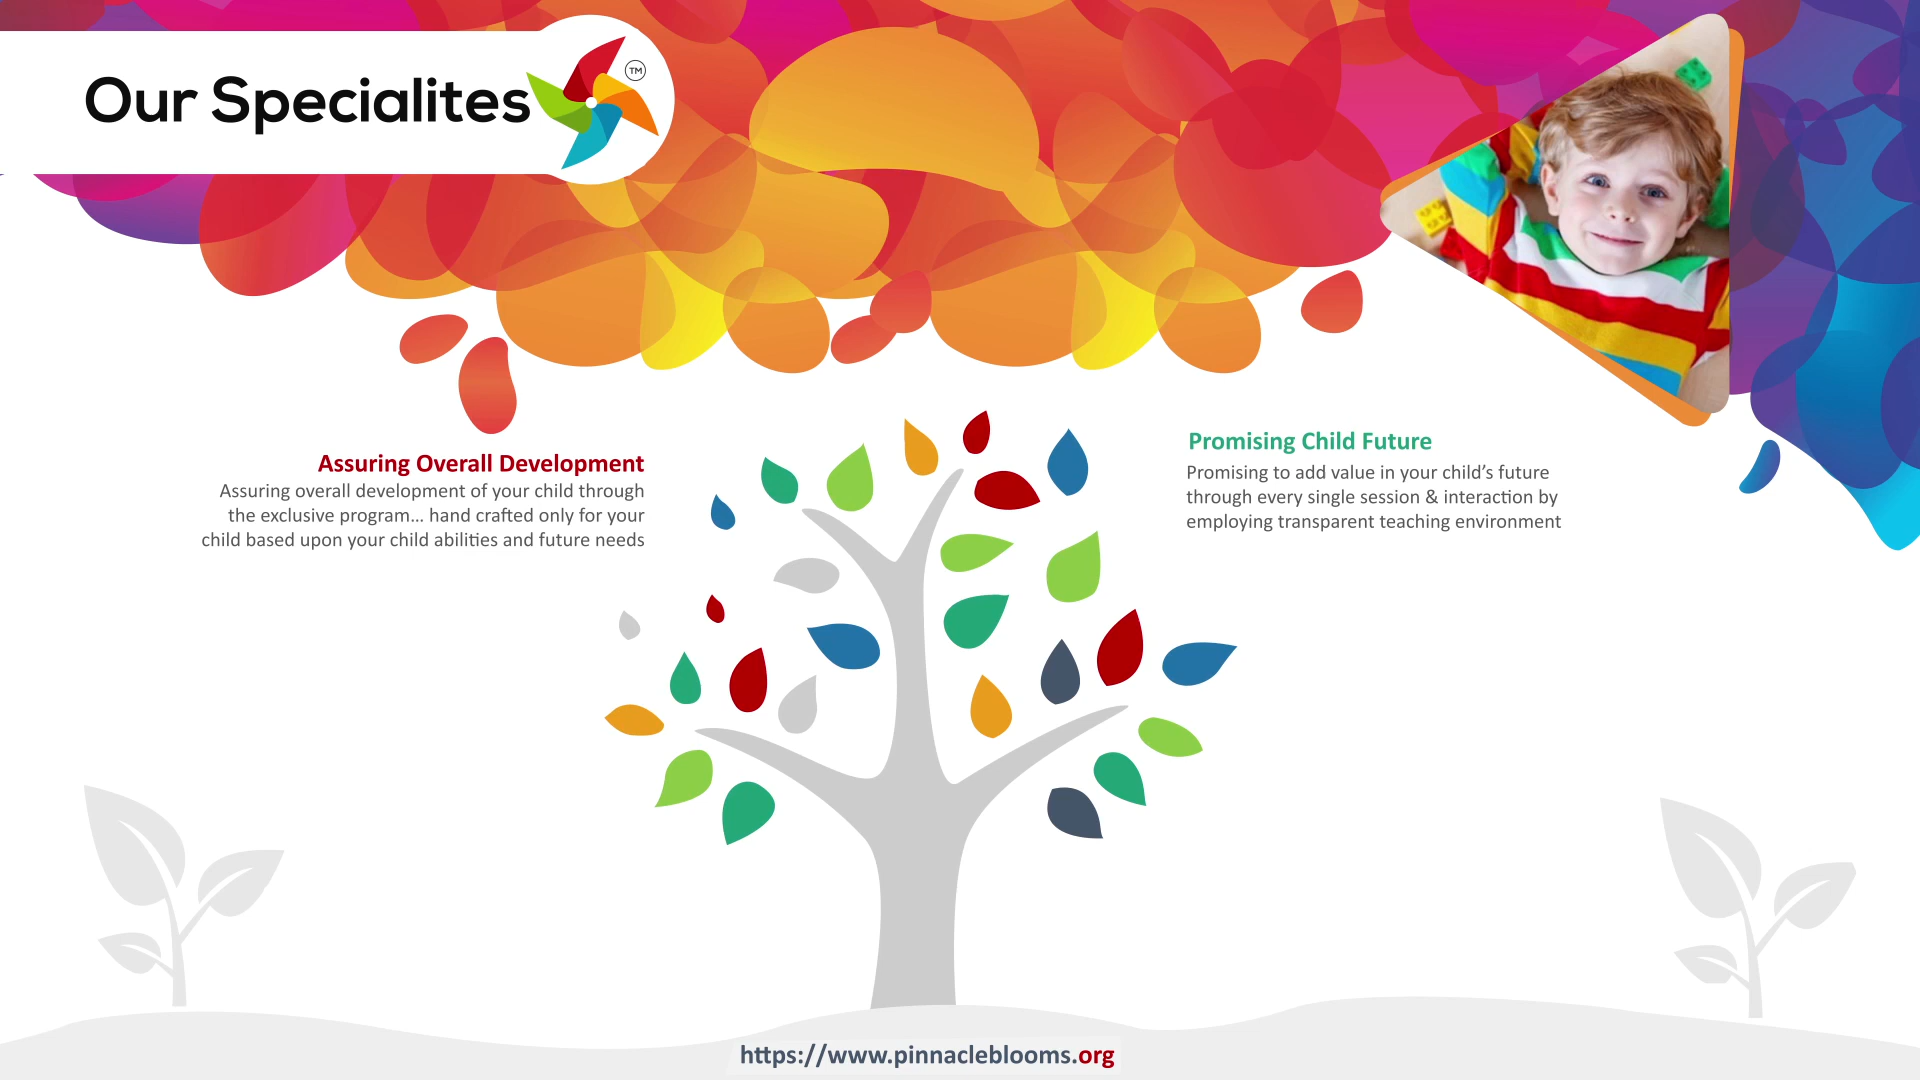 Our Specialites
TM
Assuring Overall Development
Assuring overall development of your child through
the exclusive program... hand crafted only for your
child based upon your child abilities and future needs
Promising Child Future
Promising to add value in your child’s future
through every single session & interaction by
employing transparent teaching environment
https://www.pinnacleblooms.org